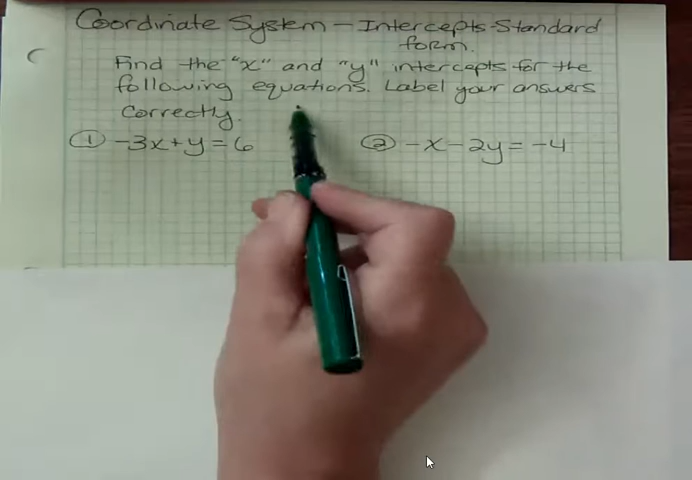 Coordinate System - Intercepts-Standard
form.
Find the "x" and "y" intercepts for the
following equations. Label your answers
correctly.
① -3x+y=6 ② -x-2y=-4